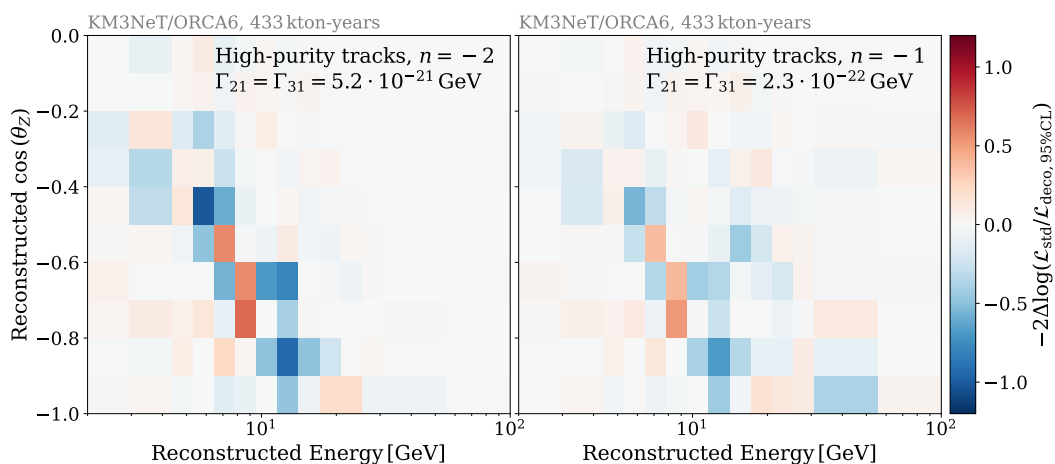 KM3NeT/ORCA6, 433 kton-years
KM3NeT/ORCA6, 433 kton-years
High-purity tracks, n = −2
Γ₂₁ = Γ₃₁ = 5.2 · 10⁻²¹ GeV
High-purity tracks, n = −1
Γ₂₁ = Γ₃₁ = 2.3 · 10⁻²² GeV
Reconstructed cos (θ_Z)
0.0
−0.2
−0.4
−0.6
−0.8
−1.0
10¹
10²
10¹
10²
Reconstructed Energy [GeV]
Reconstructed Energy [GeV]
1.0
0.5
0.0
−0.5
−1.0
−2Δlog(ℒ_std/ℒ_deco, 95%CL)